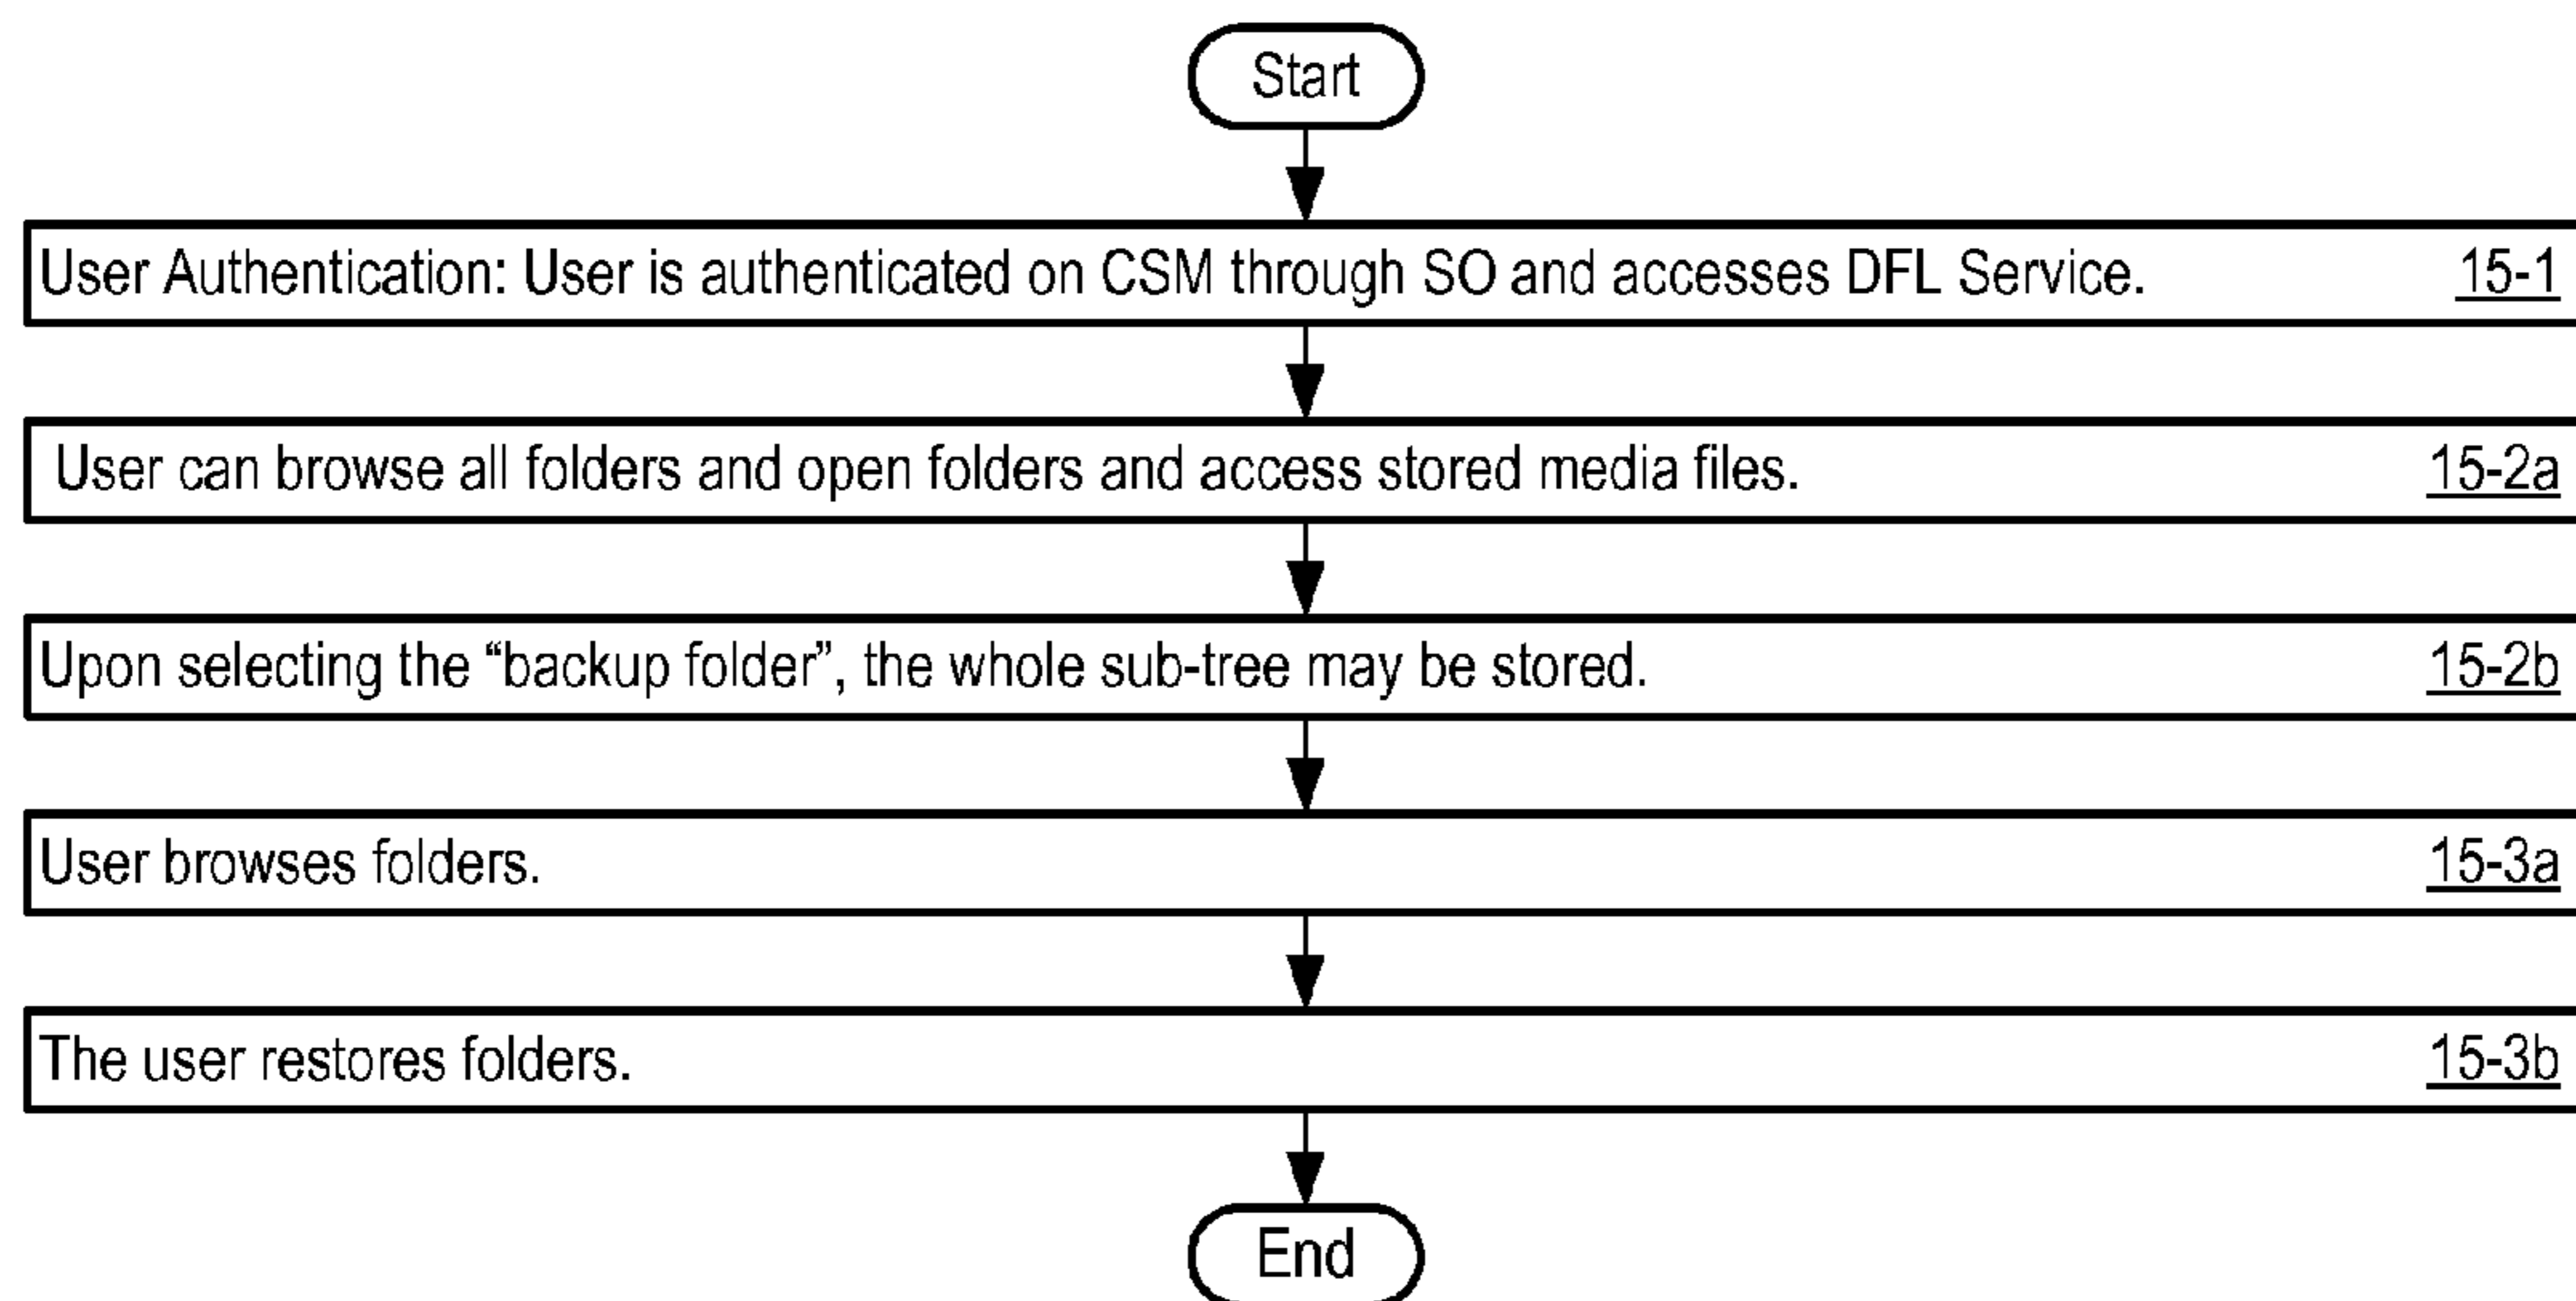 Start
User Authentication: User is authenticated on CSM through SO and accesses DFL Service. 15-1
User can browse all folders and open folders and access stored media files. 15-2a
Upon selecting the “backup folder”, the whole sub-tree may be stored. 15-2b
User browses folders. 15-3a
The user restores folders. 15-3b
End